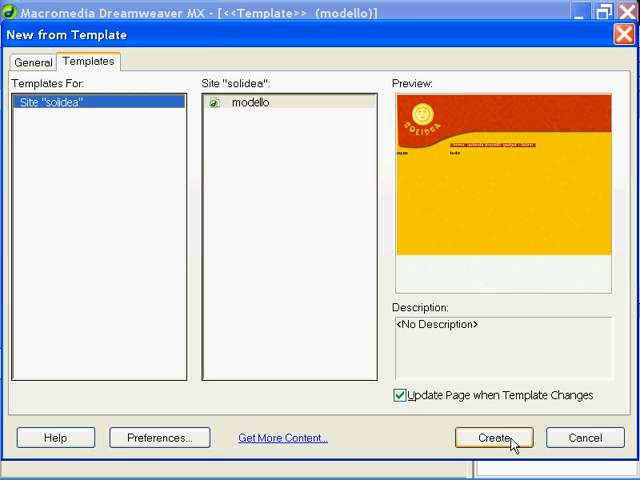 Macromedia Dreamweaver MX - [<<Template>> (modello)]
New from Template
General
Templates
Templates For:
Site "solidea":
Preview:
Site "solidea"
modello
SOLIDEA
Description:
<No Description>
Update Page when Template Changes
Help
Preferences...
Get More Content...
Create
Cancel